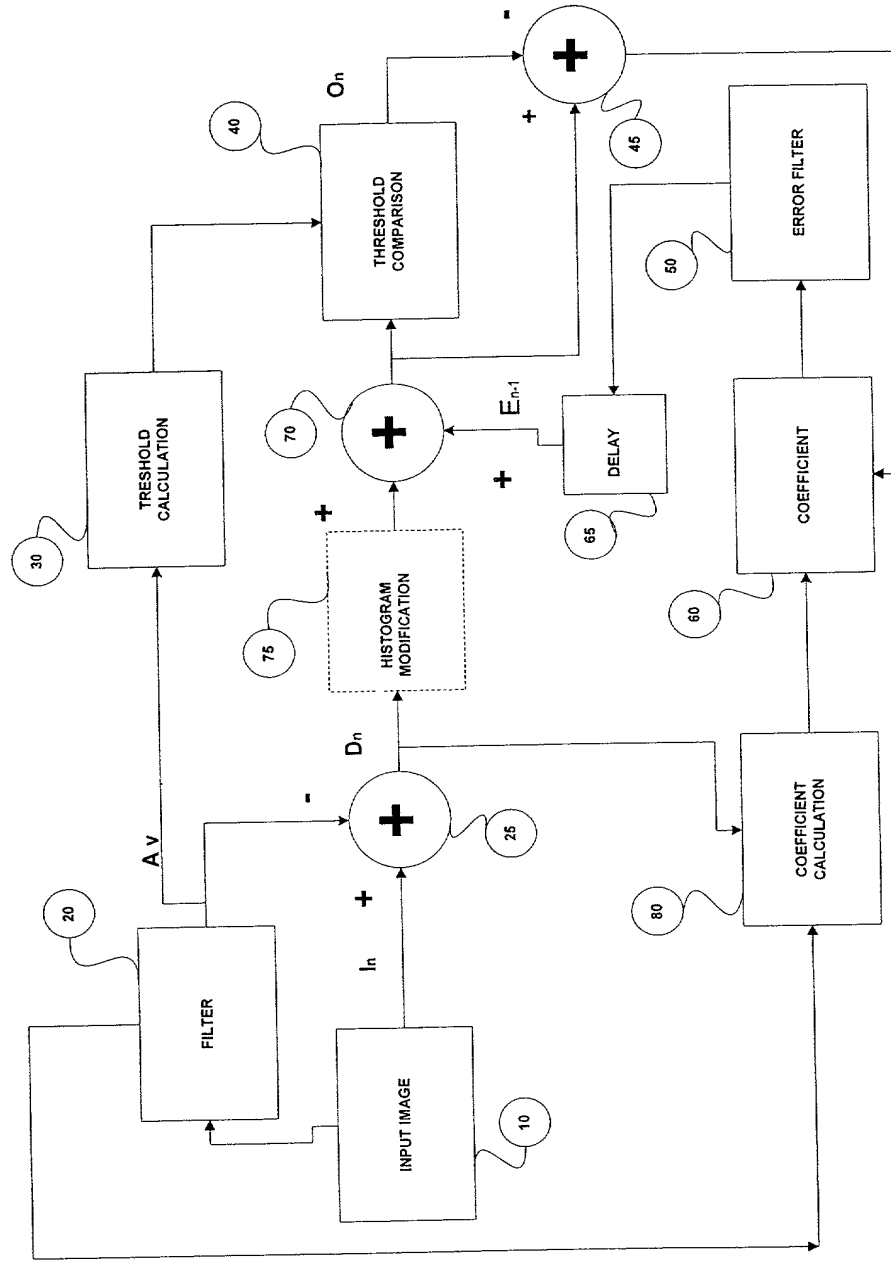 30
20
A v
FILTER
TRESHOLD
CALCULATION
40
75
70
-
+
On
Dn
In
+
INPUT IMAGE
+
HISTOGRAM
MODIFICATION
+
THRESHOLD
COMPARISON
+
-
10
25
+
En-1
+
+
65
DELAY
45
80
60
50
COEFFICIENT
CALCULATION
COEFFICIENT
ERROR FILTER